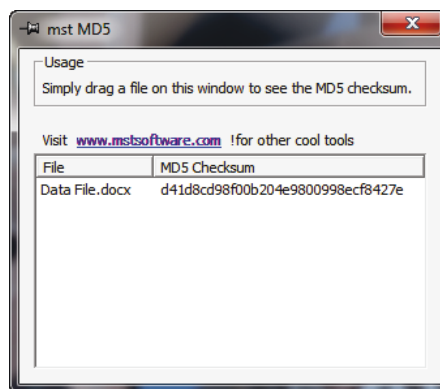 mst MD5
Usage
Simply drag a file on this window to see the MD5 checksum.
Visit www.mstsoftware.com !for other cool tools
File MD5 Checksum
Data File.docx d41d8cd98f00b204e9800998ecf8427e